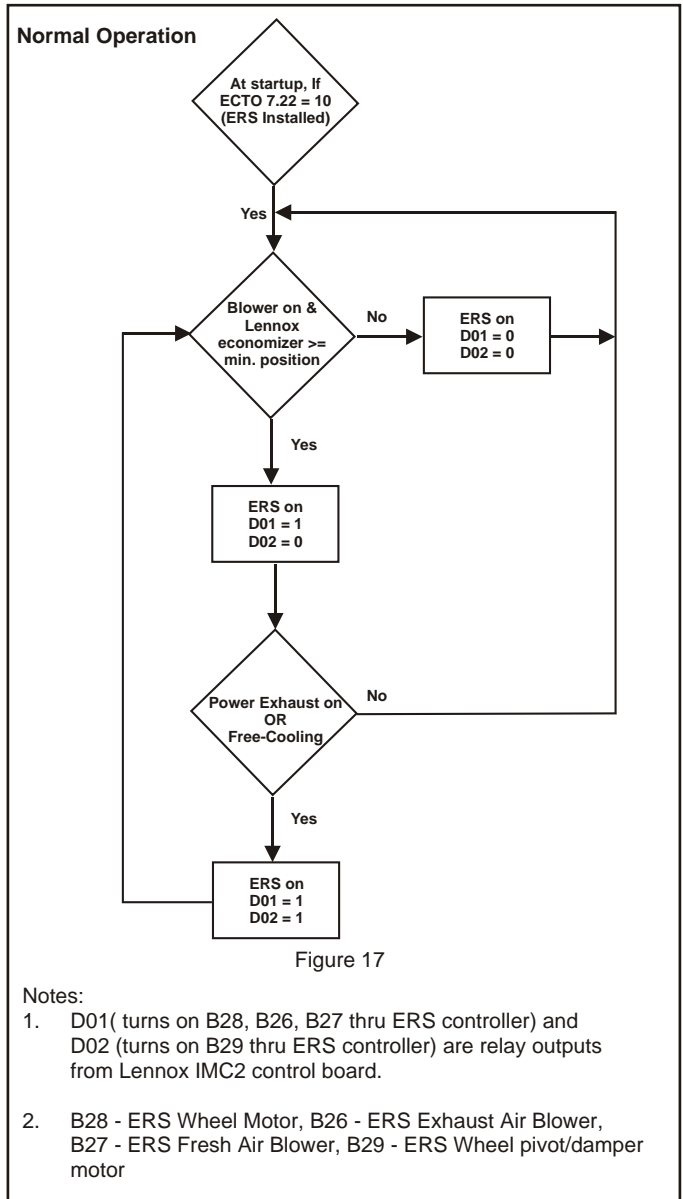 Normal Operation
At startup, If
ECTO 7.22 = 10
(ERS Installed)
Yes
Blower on &
Lennox
economizer >=
min. position
No
ERS on
D01 = 0
D02 = 0
Yes
ERS on
D01 = 1
D02 = 0
Power Exhaust on
OR
Free-Cooling
No
Yes
ERS on
D01 = 1
D02 = 1
Figure 17
Notes:
1. D01( turns on B28, B26, B27 thru ERS controller) and
D02 (turns on B29 thru ERS controller) are relay outputs
from Lennox IMC2 control board.
2. B28 - ERS Wheel Motor, B26 - ERS Exhaust Air Blower,
B27 - ERS Fresh Air Blower, B29 - ERS Wheel pivot/damper
motor